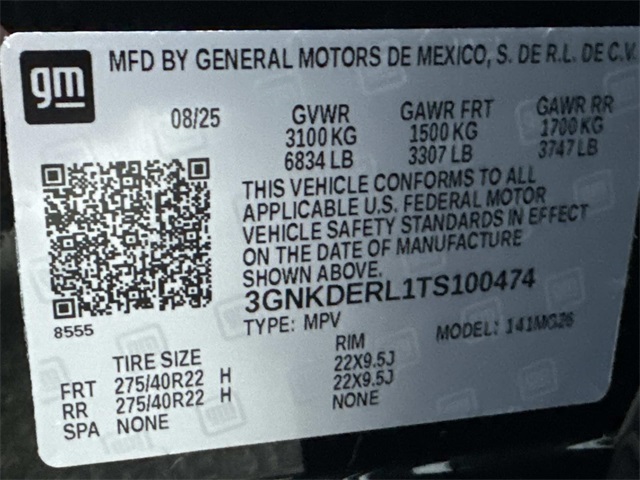 gm
MFD BY GENERAL MOTORS DE MEXICO, S. DE R.L. DE C.V.
08/25
GVWR GAWR FRT GAWR RR
3100 KG 1500 KG 1700 KG
6834 LB 3307 LB 3747 LB
THIS VEHICLE CONFORMS TO ALL
APPLICABLE U.S. FEDERAL MOTOR
VEHICLE SAFETY STANDARDS IN EFFECT
ON THE DATE OF MANUFACTURE
SHOWN ABOVE.
3GNKDERL1TS100474
8555
TYPE: MPV MODEL: 141MG26
TIRE SIZE RIM
FRT 275/40R22 H 22X9.5J
RR 275/40R22 H 22X9.5J
SPA NONE NONE